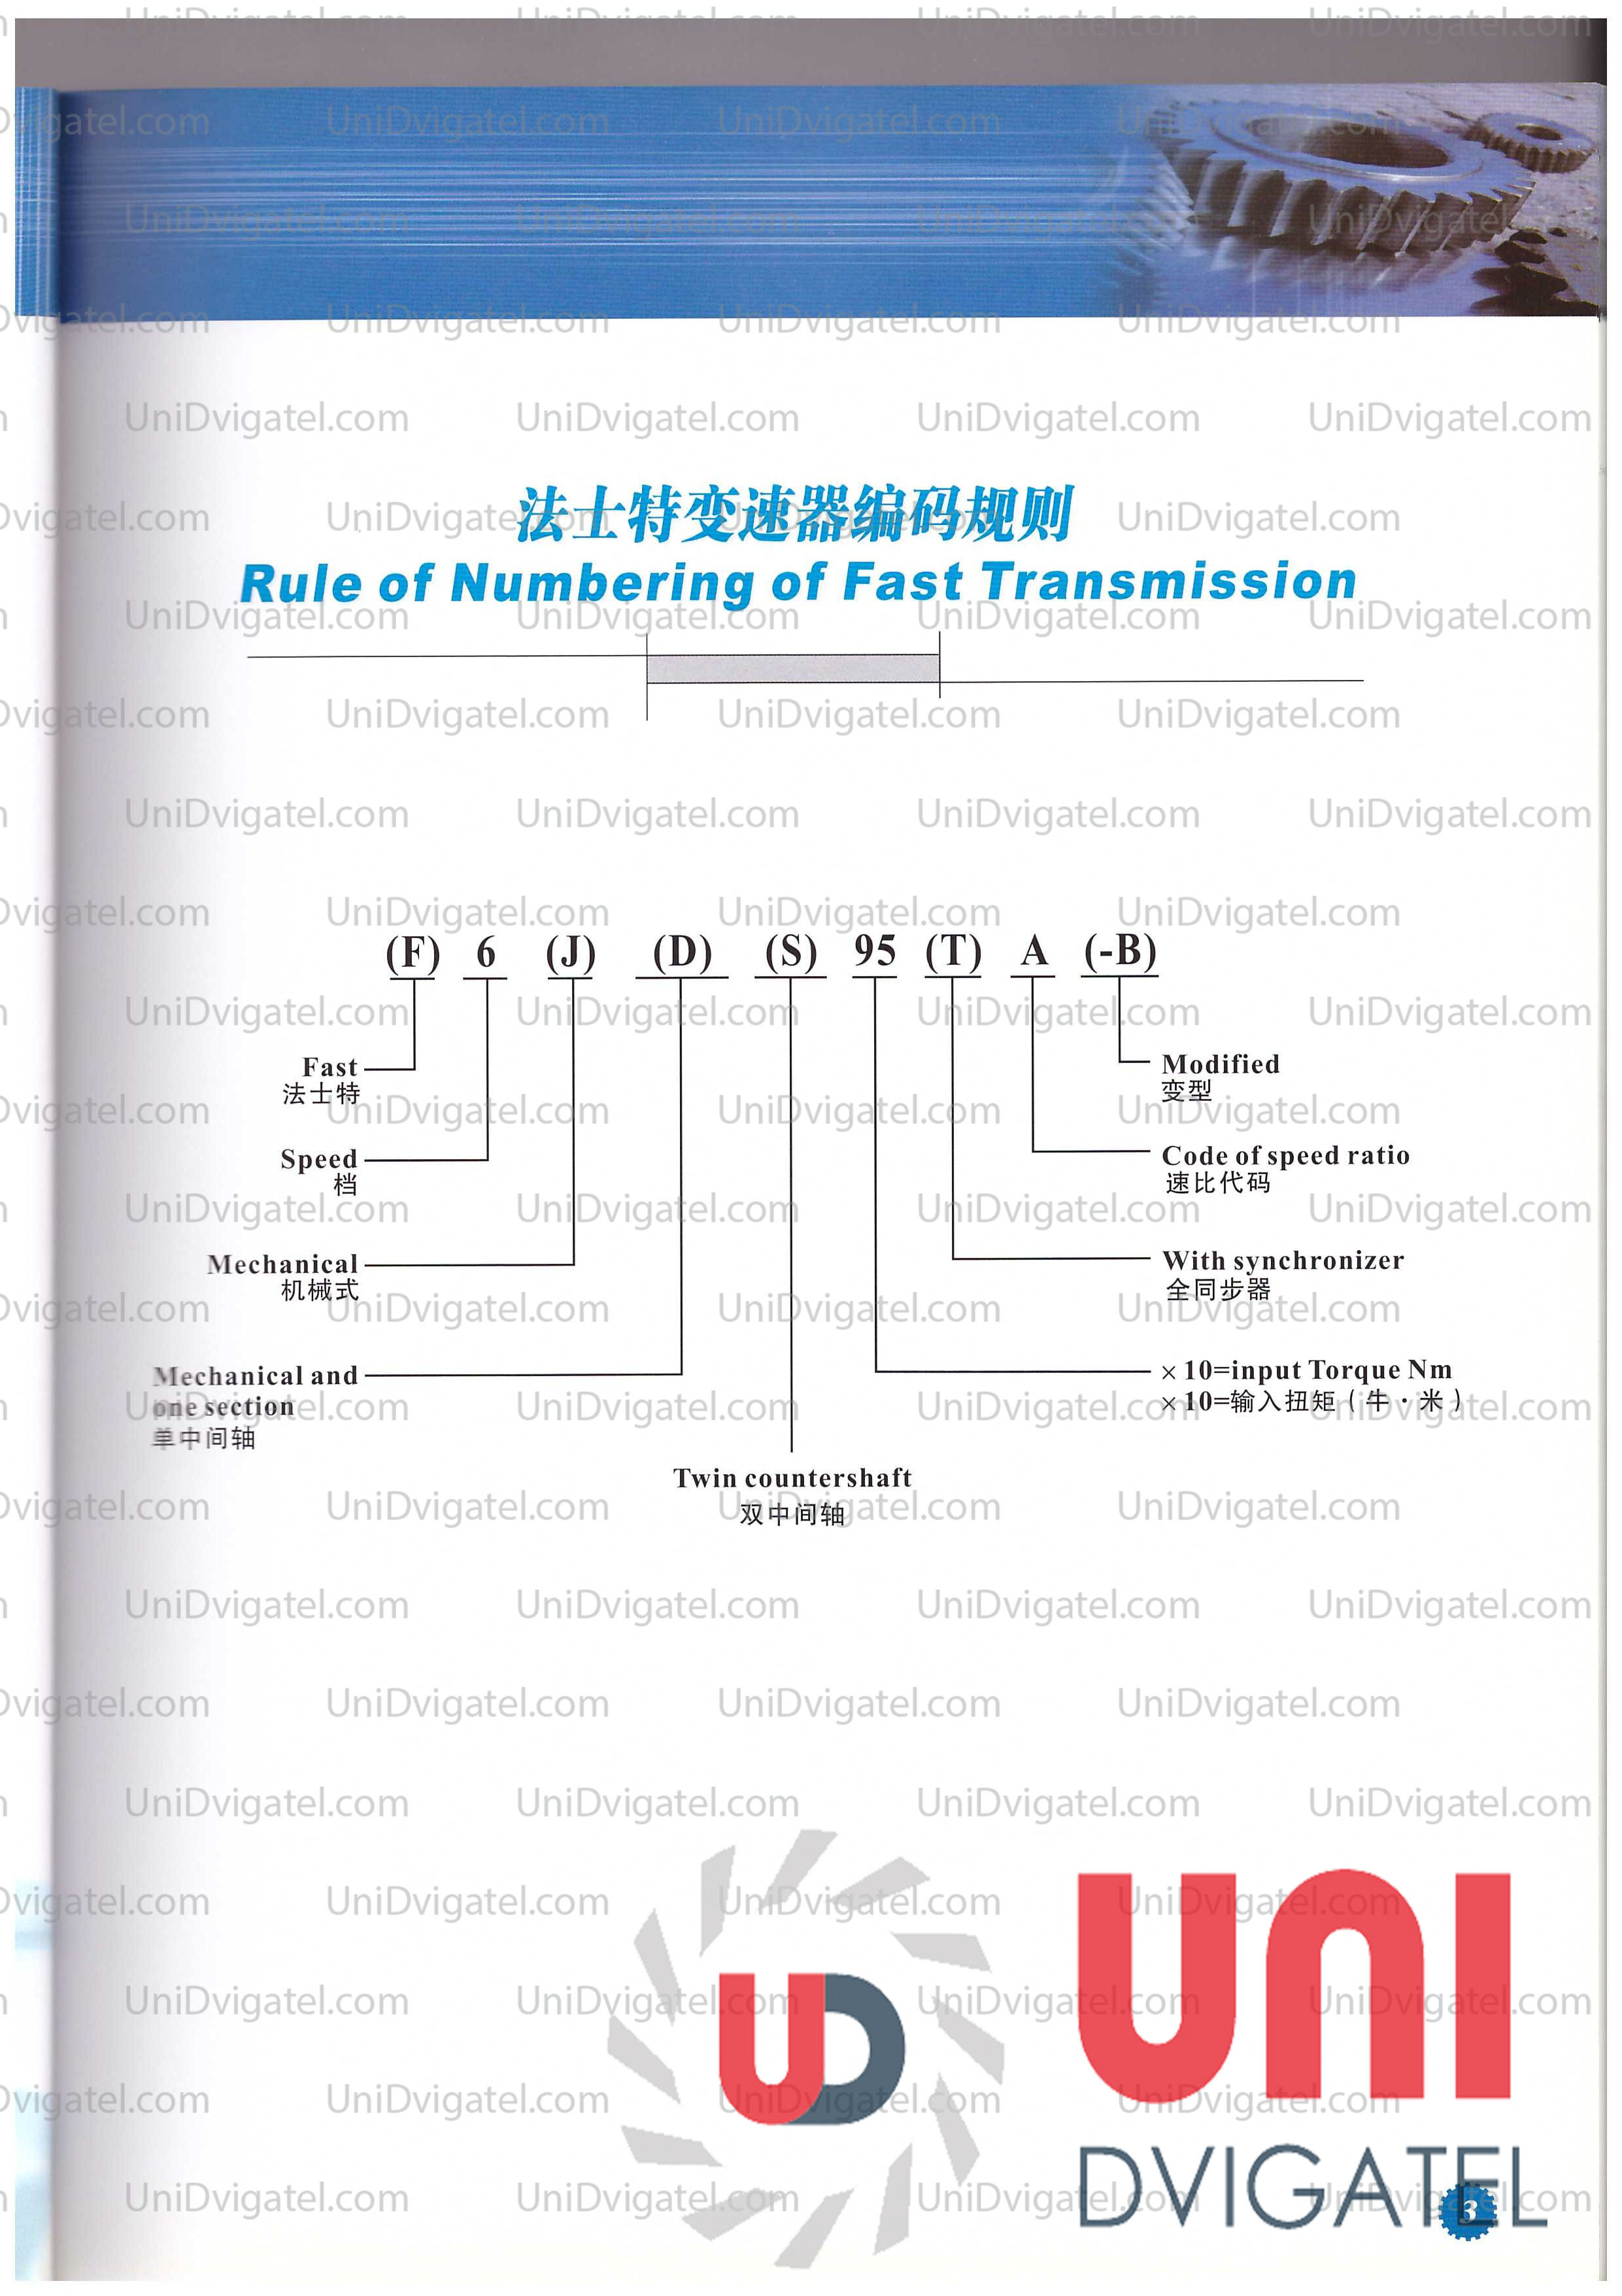 法士特变速器编码规则
Rule of Numbering of Fast Transmission
(F) 6 (J) (D) (S) 95 (T) A (-B)
Fast
法士特
Speed
档
Mechanical
机械式
Mechanical and
one section
单中间轴
Twin countershaft
双中间轴
Modified
变型
Code of speed ratio
速比代码
With synchronizer
全同步器
×10=input Torque Nm
×10=输入扭矩（牛·米）
UniDvigatel.com
UD
UNI
DVIGATEL
3